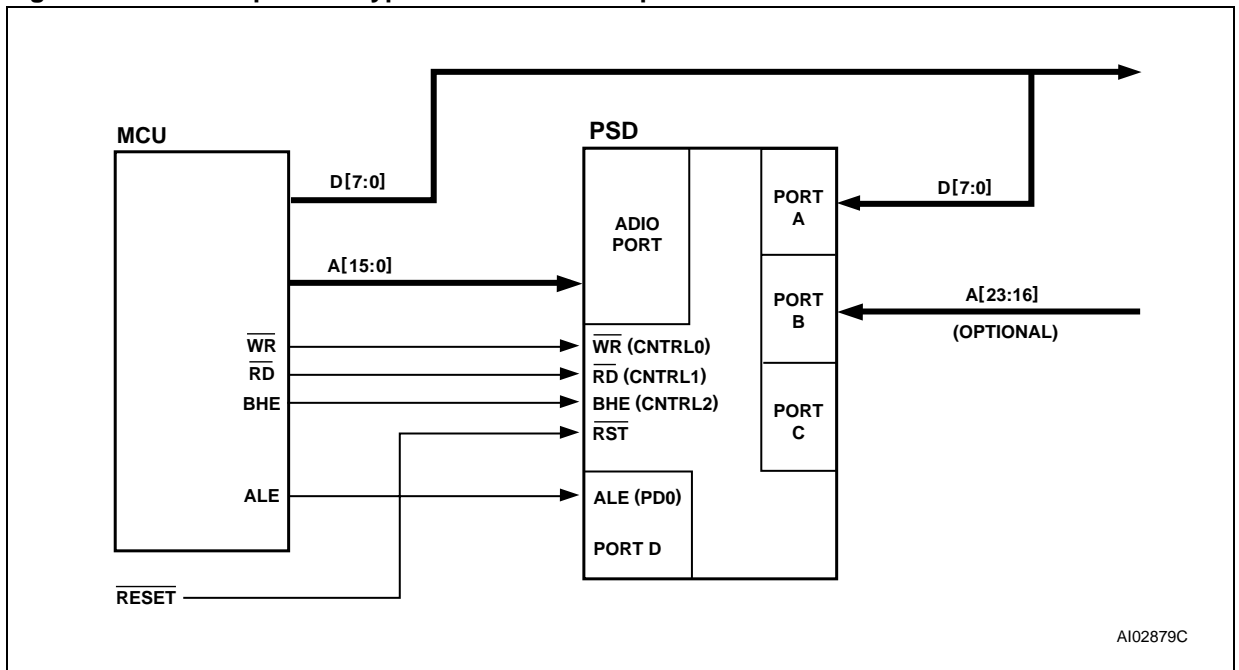 MCU
PSD
D[7:0]
D[7:0]
PORT
A
ADIO
PORT
A[15:0]
PORT
B
A[23:16]
(OPTIONAL)
WR
WR (CNTRL0)
RD
RD (CNTRL1)
BHE
BHE (CNTRL2)
PORT
C
RST
ALE
ALE (PD0)
PORT D
RESET
AI02879C